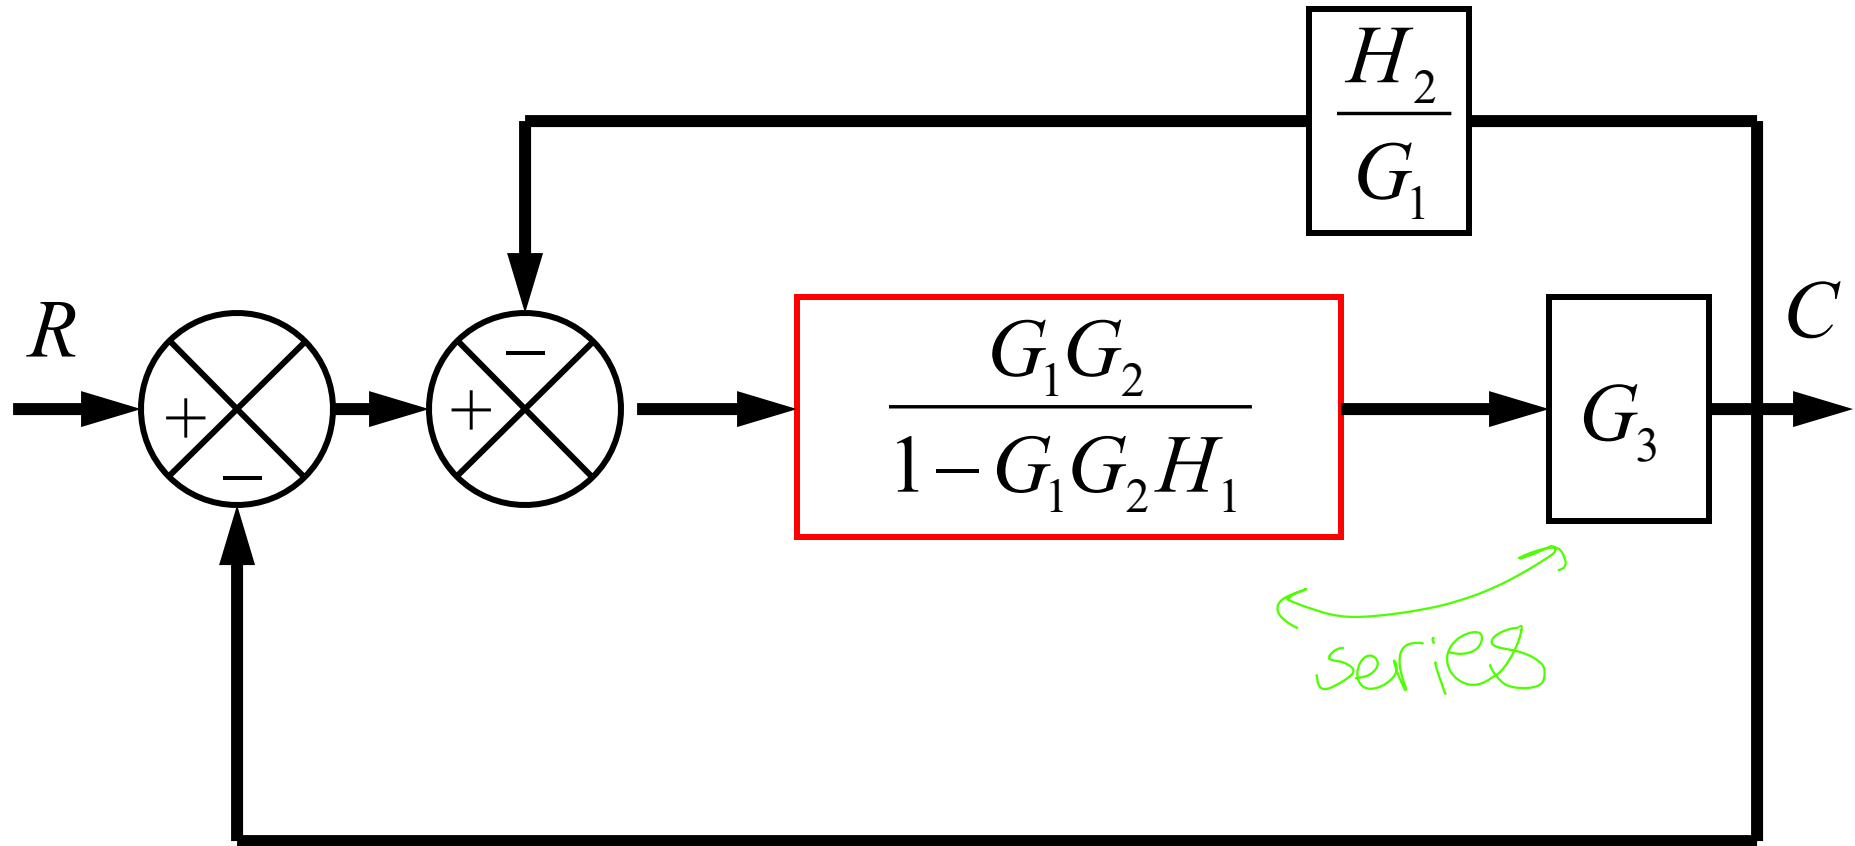 H₂
G₁
R
C
+
−
+
−
G₁G₂
1−G₁G₂H₁
G₃
series